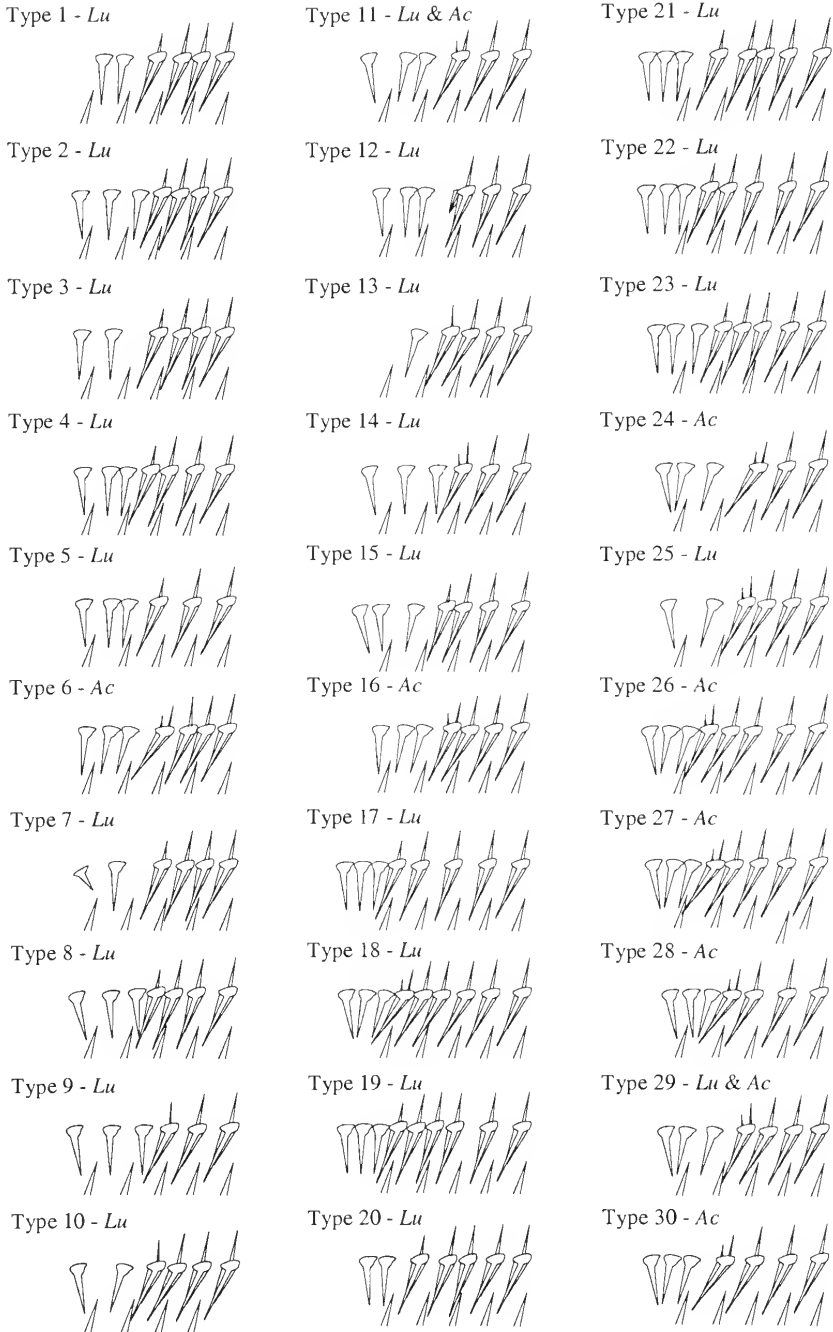 Type 1 - Lu
Type 11 - Lu & Ac
Type 21 - Lu
Type 2 - Lu
Type 12 - Lu
Type 22 - Lu
Type 3 - Lu
Type 13 - Lu
Type 23 - Lu
Type 4 - Lu
Type 14 - Lu
Type 24 - Ac
Type 5 - Lu
Type 15 - Lu
Type 25 - Lu
Type 6 - Ac
Type 16 - Ac
Type 26 - Ac
Type 7 - Lu
Type 17 - Lu
Type 27 - Ac
Type 8 - Lu
Type 18 - Lu
Type 28 - Ac
Type 9 - Lu
Type 19 - Lu
Type 29 - Lu & Ac
Type 10 - Lu
Type 20 - Lu
Type 30 - Ac